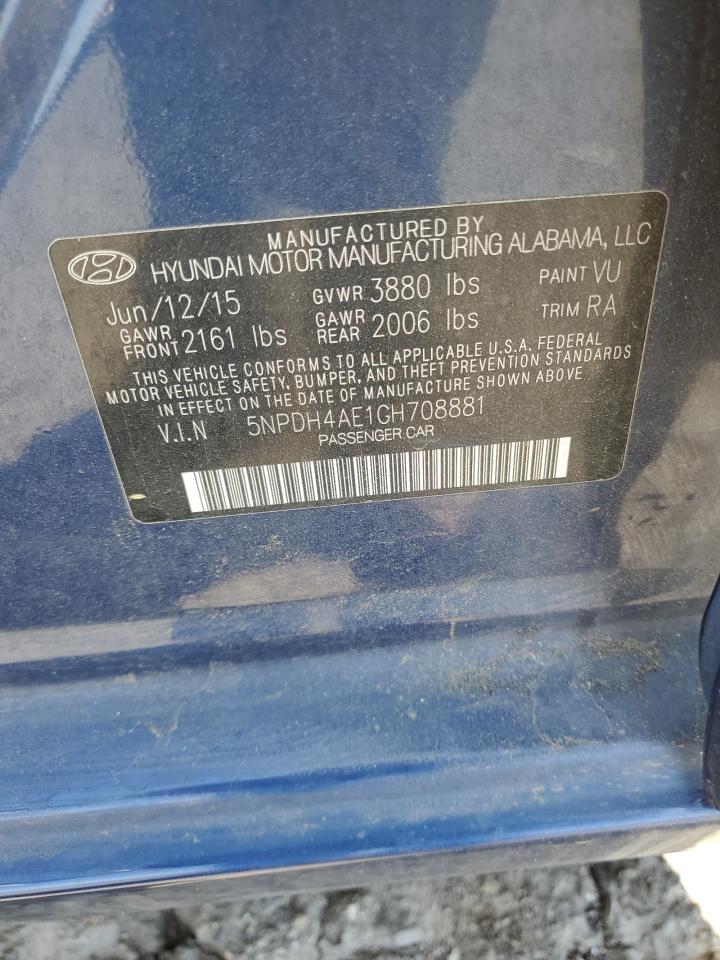 MANUFACTURED BY
HYUNDAI MOTOR MANUFACTURING ALABAMA, LLC
Jun/12/15 GVWR 3880 lbs PAINT VU
GAWR FRONT 2161 lbs GAWR REAR 2006 lbs TRIM RA
THIS VEHICLE CONFORMS TO ALL APPLICABLE U.S.A. FEDERAL
MOTOR VEHICLE SAFETY, BUMPER, AND THEFT PREVENTION STANDARDS
IN EFFECT ON THE DATE OF MANUFACTURE SHOWN ABOVE
V.I.N 5NPDH4AE1GH708881
PASSENGER CAR